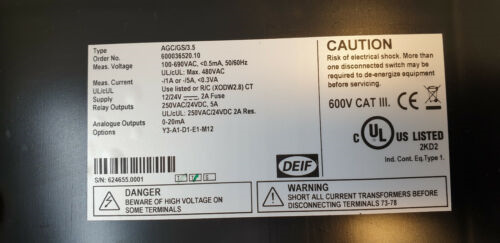 Type AGC/GS/3.5
Order No. 600036520.10
Meas. Voltage 100-690VAC, <0.5mA, 50/60Hz
UL/cUL: Max. 480VAC
Meas. Current -/1A or -/5A, <0.3VA
UL/cUL Use listed or R/C (XODW2.8) CT
Supply 12/24V 2A Fuse
Relay Outputs 250VAC/24VDC, 5A
UL/cUL: 250VAC/24VDC 2A Res.
Analogue Outputs 0-20mA
Options Y3-A1-D1-E1-M12
S/N: 624655.0001
DEIF
CAUTION
Risk of electrical shock. More than
one disconnected switch may be
required to de-energize equipment
before servicing.
600V CAT III. CE
c UL US LISTED
2KD2
Ind. Cont. Eq.Type 1.
DANGER
BEWARE OF HIGH VOLTAGE ON
SOME TERMINALS
WARNING
SHORT ALL CURRENT TRANSFORMERS BEFORE
DISCONNECTING TERMINALS 73-78